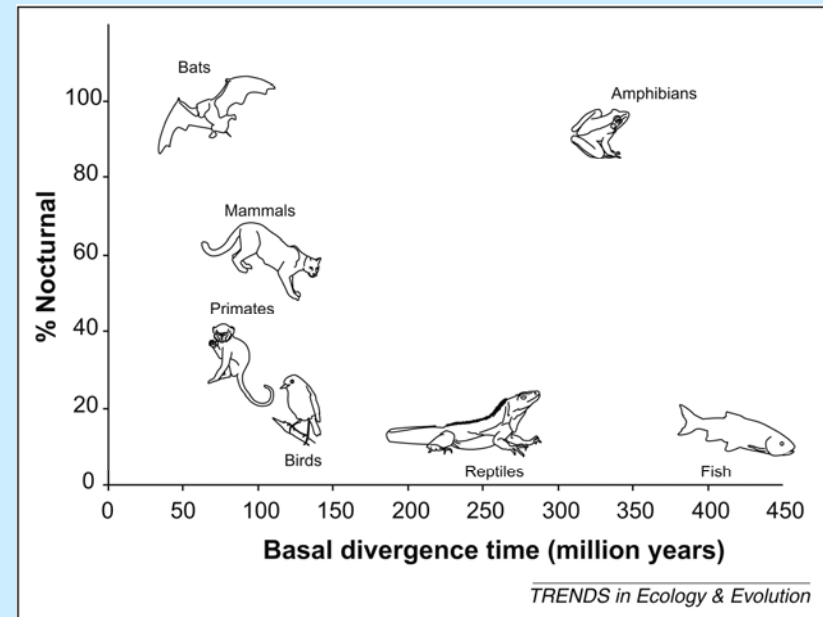 Bats
Amphibians
Mammals
Primates
Birds
Reptiles
Fish
% Nocturnal
100
80
60
40
20
0
0 50 100 150 200 250 300 350 400 450
Basal divergence time (million years)
TRENDS in Ecology & Evolution